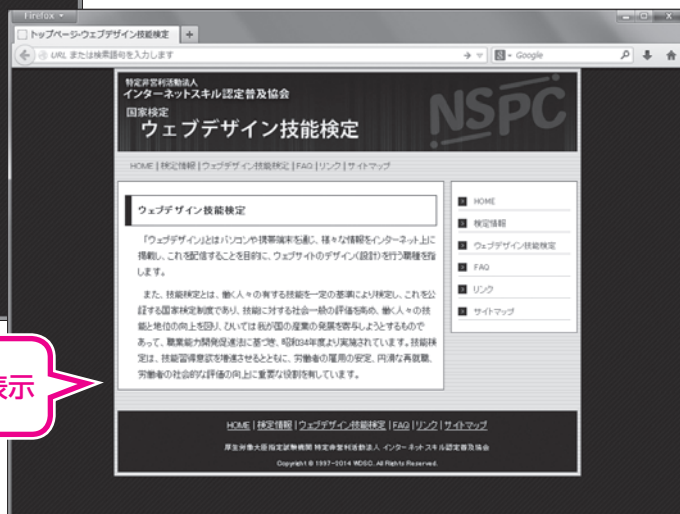 Firefox
トップページ-ウェブデザイン技能検定
URL または検索語句を入力します
Google
特定非営利活動法人
インターネットスキル認定普及協会
国家検定
ウェブデザイン技能検定
NSPC
HOME | 検定情報 | ウェブデザイン技能検定 | FAQ | リンク | サイトマップ
ウェブデザイン技能検定
「ウェブデザイン」とはパソコンや携帯端末を通じ、様々な情報をインターネット上に
掲載し、これを配信することを目的に、ウェブサイトのデザイン(設計)を行う職種を指
します。
また、技能検定とは、働く人々の有する技能を一定の基準により検定し、これを公
証する国家検定制度であり、技能に対する社会一般の評価を高め、働く人々の技
能と地位の向上を図り、ひいては我が国の産業の発展を寄与しようとするもので
あって、職業能力開発促進法に基づき、昭和34年度より実施されています。技能検
定は、技能習得意欲を増進させるとともに、労働者の雇用の安定、円滑な再就職、
労働者の社会的な評価の向上に重要な役割を有しています。
HOME
検定情報
ウェブデザイン技能検定
FAQ
リンク
サイトマップ
表示
HOME | 検定情報 | ウェブデザイン技能検定 | FAQ | リンク | サイトマップ
厚生労働大臣指定試験機関 特定非営利活動法人 インターネットスキル認定普及協会
Copyright © 1997-2014 WDSC. All Rights Reserved.